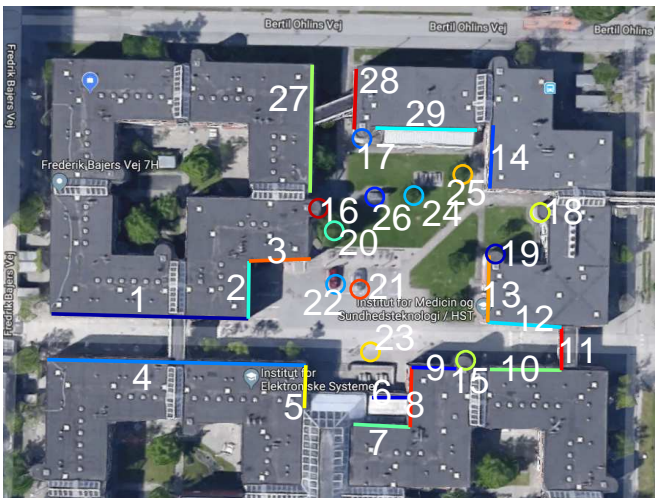 Bertil Ohlins Vej
Bertil Ohlins Vej
Bertil Ohlins
Fredrik Bajers Vej
28
27
29
17
14
Frederik Bajers Vej 7H
25
16
26
24
18
20
3
19
Fredrik Bajers Vej
2
22
21
13
1
Institut for Medicin og
Sundhedsteknologi / HST
12
23
11
4
Institut for
Elektroniske Systemer
9
15
10
5
6
8
7